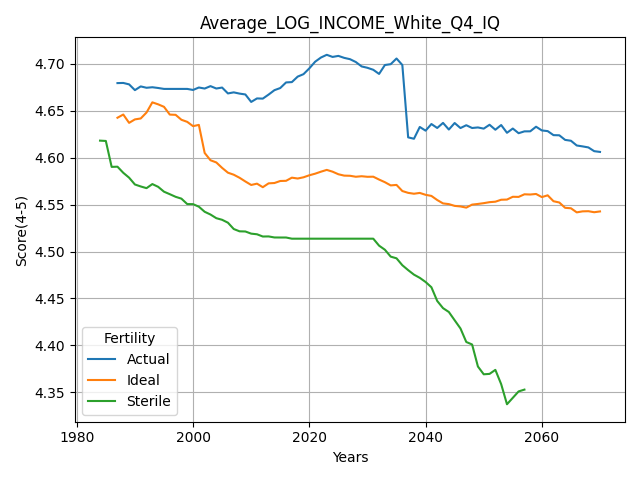 Average_LOG_INCOME_White_Q4_IQ
Score(4-5)
4.70
4.65
4.60
4.55
4.50
4.45
4.40
4.35
Fertility
Actual
Ideal
Sterile
1980
2000
2020
2040
2060
Years